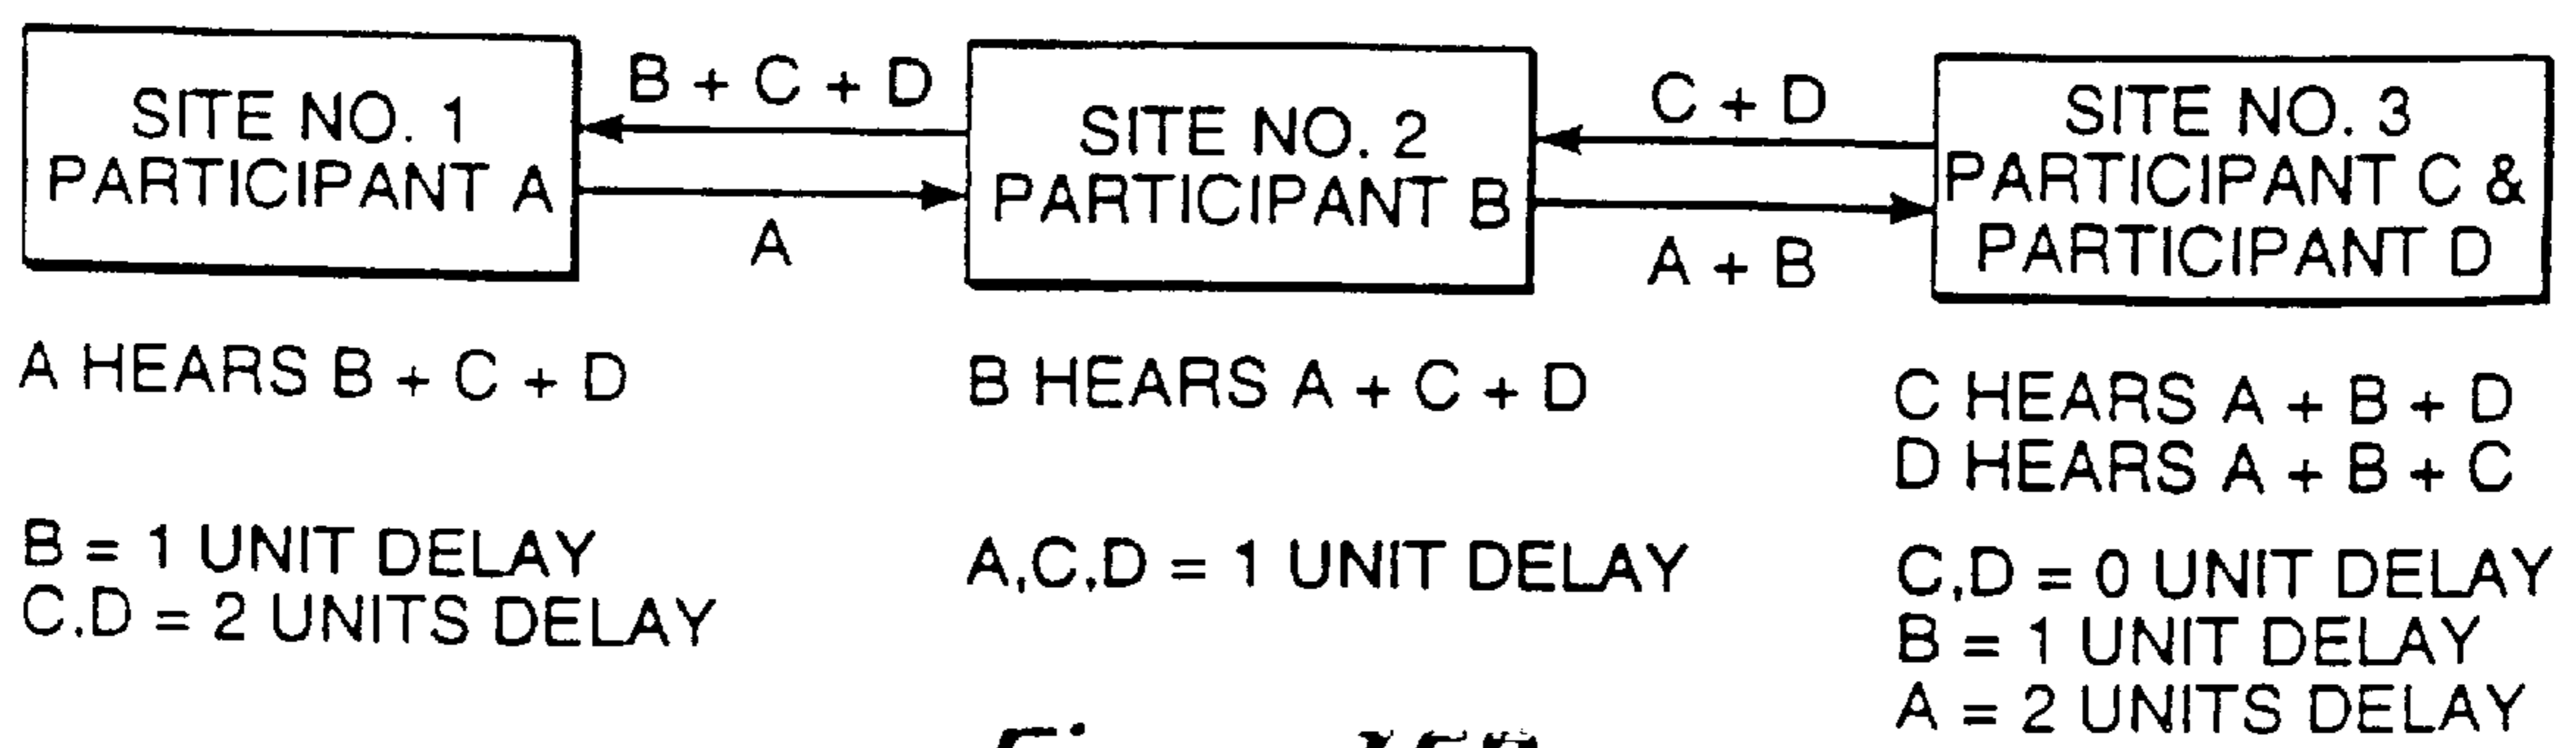 SITE NO. 1
PARTICIPANT A
B + C + D
A
SITE NO. 2
PARTICIPANT B
C + D
A + B
SITE NO. 3
PARTICIPANT C &
PARTICIPANT D
A HEARS B + C + D
B = 1 UNIT DELAY
C,D = 2 UNITS DELAY
B HEARS A + C + D
A,C,D = 1 UNIT DELAY
C HEARS A + B + D
D HEARS A + B + C
C,D = 0 UNIT DELAY
B = 1 UNIT DELAY
A = 2 UNITS DELAY